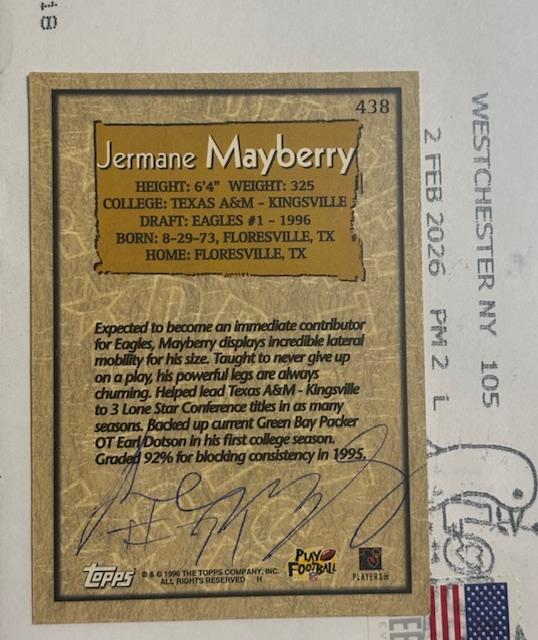 438
Jermane Mayberry
HEIGHT: 6'4" WEIGHT: 325
COLLEGE: TEXAS A&M - KINGSVILLE
DRAFT: EAGLES #1 - 1996
BORN: 8-29-73, FLORESVILLE, TX
HOME: FLORESVILLE, TX
Expected to become an immediate contributor
for Eagles, Mayberry displays incredible lateral
mobility for his size. Taught to never give up
on a play, his powerful legs are always
churning. Helped lead Texas A&M - Kingsville
to 3 Lone Star Conference titles in as many
seasons. Backed up current Green Bay Packer
OT Earl Dotson in his first college season.
Graded 92% for blocking consistency in 1995.
Topps
® & © 1996 THE TOPPS COMPANY, INC.
ALL RIGHTS RESERVED H
PLAY
FOOTBALL
PLAYERS
WESTCHESTER NY 105
2 FEB 2026 PM 2 L